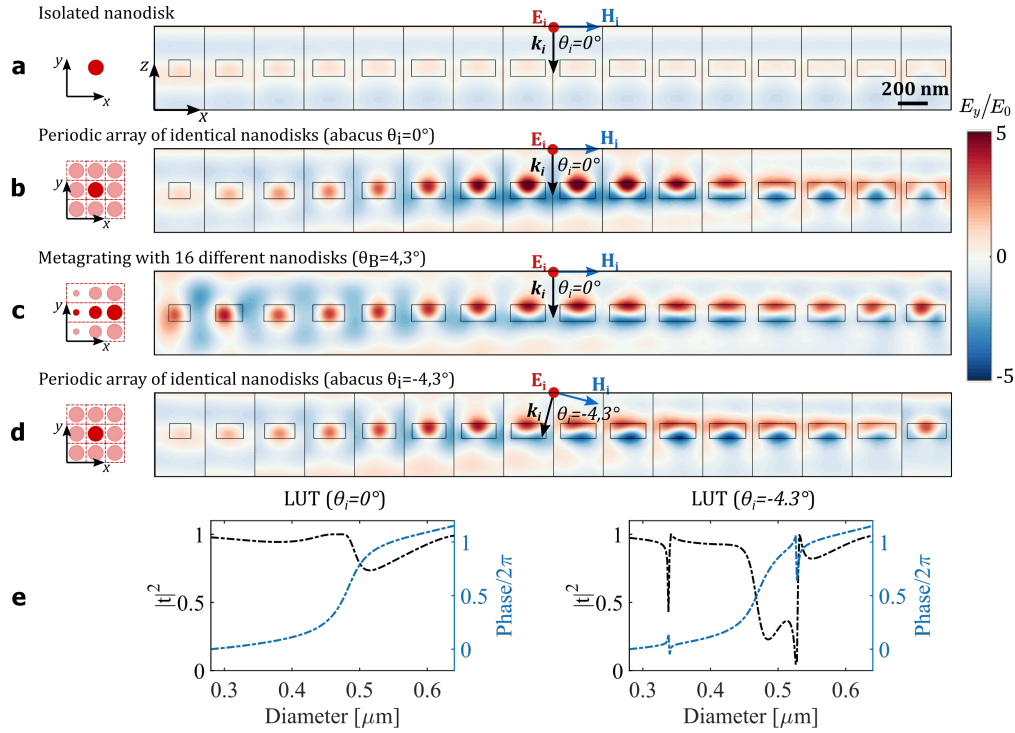 Isolated nanodisk
a
y
x
z
x
E_i
H_i
k_i
θ_i=0°
200 nm
E_y/E_0
Periodic array of identical nanodisks (abacus θ_i=0°)
b
y
x
E_i
H_i
k_i
θ_i=0°
5
0
-5
Metagrating with 16 different nanodisks (θ_B=4,3°)
c
y
x
E_i
H_i
k_i
θ_i=0°
Periodic array of identical nanodisks (abacus θ_i=-4,3°)
d
y
x
E_i
H_i
k_i
θ_i=-4,3°
e
LUT (θ_i=0°)
|t|²
1
0.5
0
1
0.5
0
Phase/2π
0.3 0.4 0.5 0.6
Diameter [μm]
LUT (θ_i=-4.3°)
|t|²
1
0.5
0
1
0.5
0
Phase/2π
0.3 0.4 0.5 0.6
Diameter [μm]